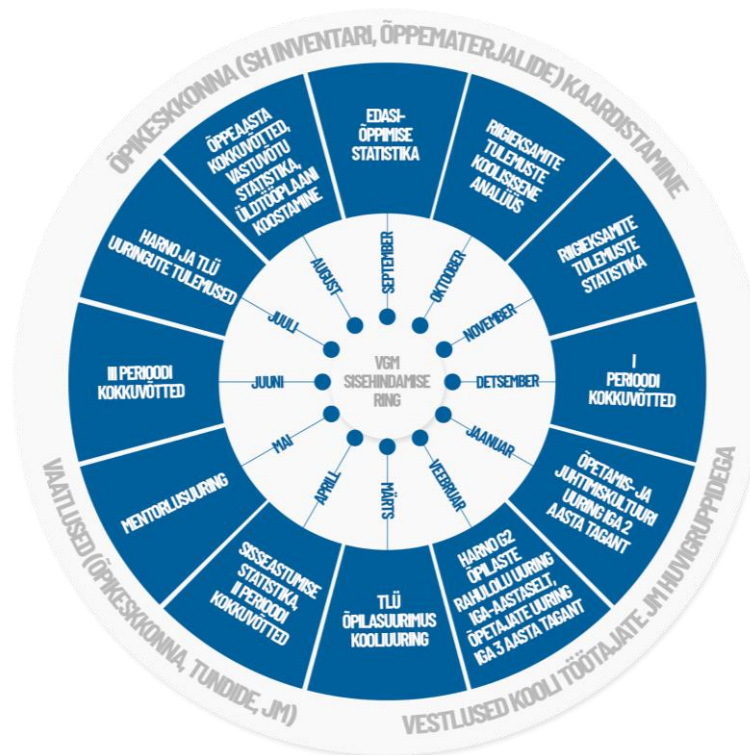 ÕPIKESKKONNA (SH INVENTARI, ÕPPEMATERJALIDE) KAARDISTAMINE
EDASI-
ÕPPIMISE
STATISTIKA
RIIGIEKSAMITE
TULEMUSTE
KOOLISISENE
ANALÜÜS
RIIGIEKSAMITE
TULEMUSTE
STATISTIKA
I
PERIOODI
KOKKUVÕTTED
ÕPETAMIS- JA
JUHTIMISKULTUURI
UURING IGA 2
AASTA TAGANT
HARNO G2
ÕPILASTE
RAHULOLU UURING
IGA-AASTASELT,
ÕPETAJATE UURING
IGA 3 AASTA TAGANT
TLÜ
ÕPILASUURIMUS
KOOLIUURING
SISSEASTUMISE
STATISTIKA,
II PERIOODI
KOKKUVÕTTED
MENTORLUSUURING
III PERIOODI
KOKKUVÕTTED
HARNO JA TLÜ
UURINGUTE TULEMUSED
ÕPPEAASTA
KOKKUVÕTTED,
VASTUVÕTU
STATISTIKA,
ÜLDTÖÖPLAANI
KOOSTAMINE
SEPTEMBER
OKTOOBER
NOVEMBER
DETSEMBER
JAANUAR
VEEBRUAR
MÄRTS
APRILL
MAI
JUUNI
JUULI
AUGUST
VGM
SISEHINDAMISE
RING
VESTLUSED KOOLI TÖÖTAJATE JM HUVIGRUPPIDEGA
VAATLUSED (ÕPIKESKKONNA, TUNDIDE, JM)